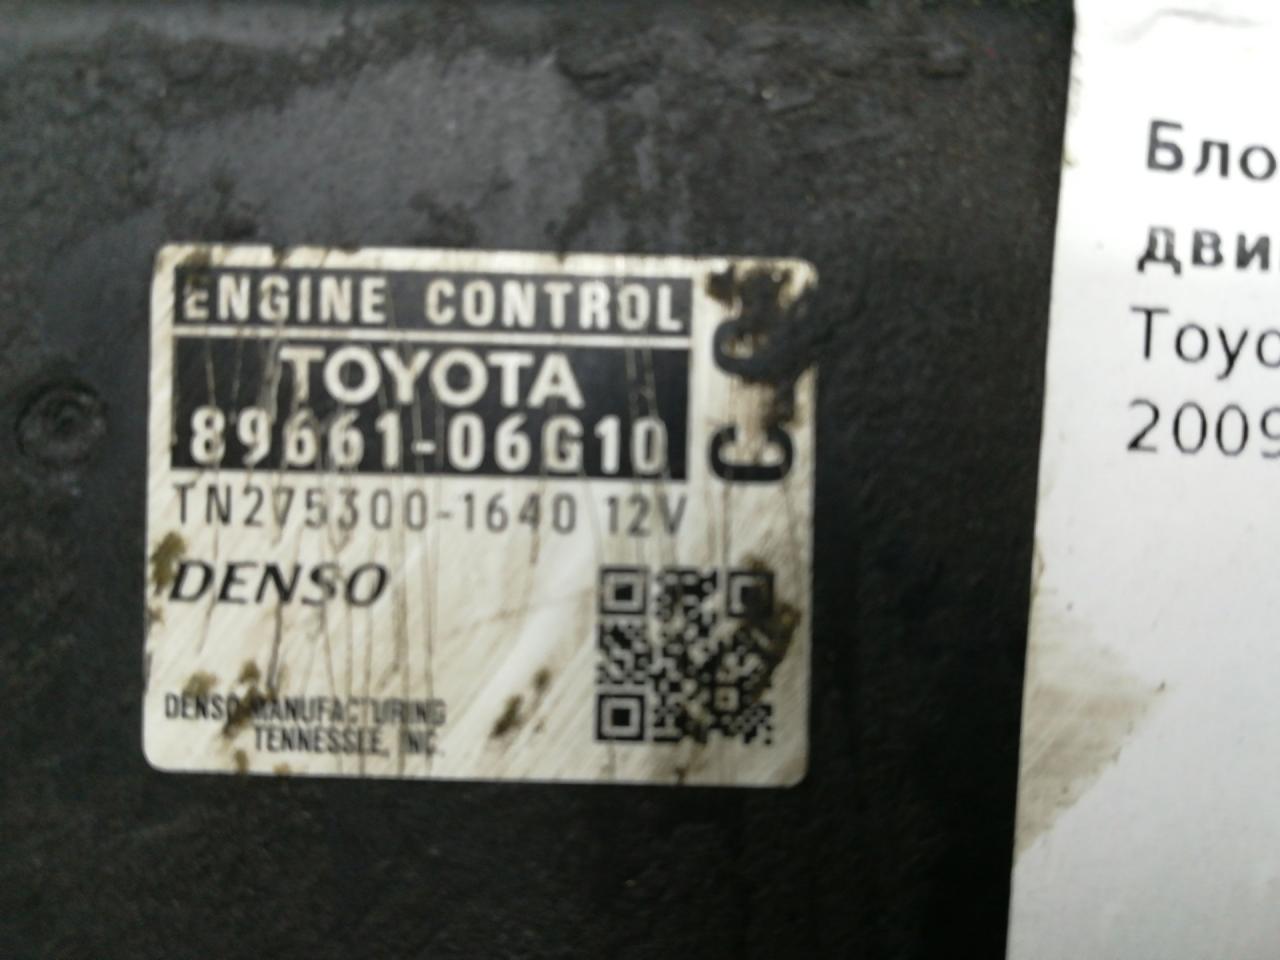 ENGINE CONTROL
TOYOTA
89661-06G10
TN275300-1640 12V
DENSO
DENSO MANUFACTURING
TENNESSEE, INC.
Бло
дви
Toyo
2009